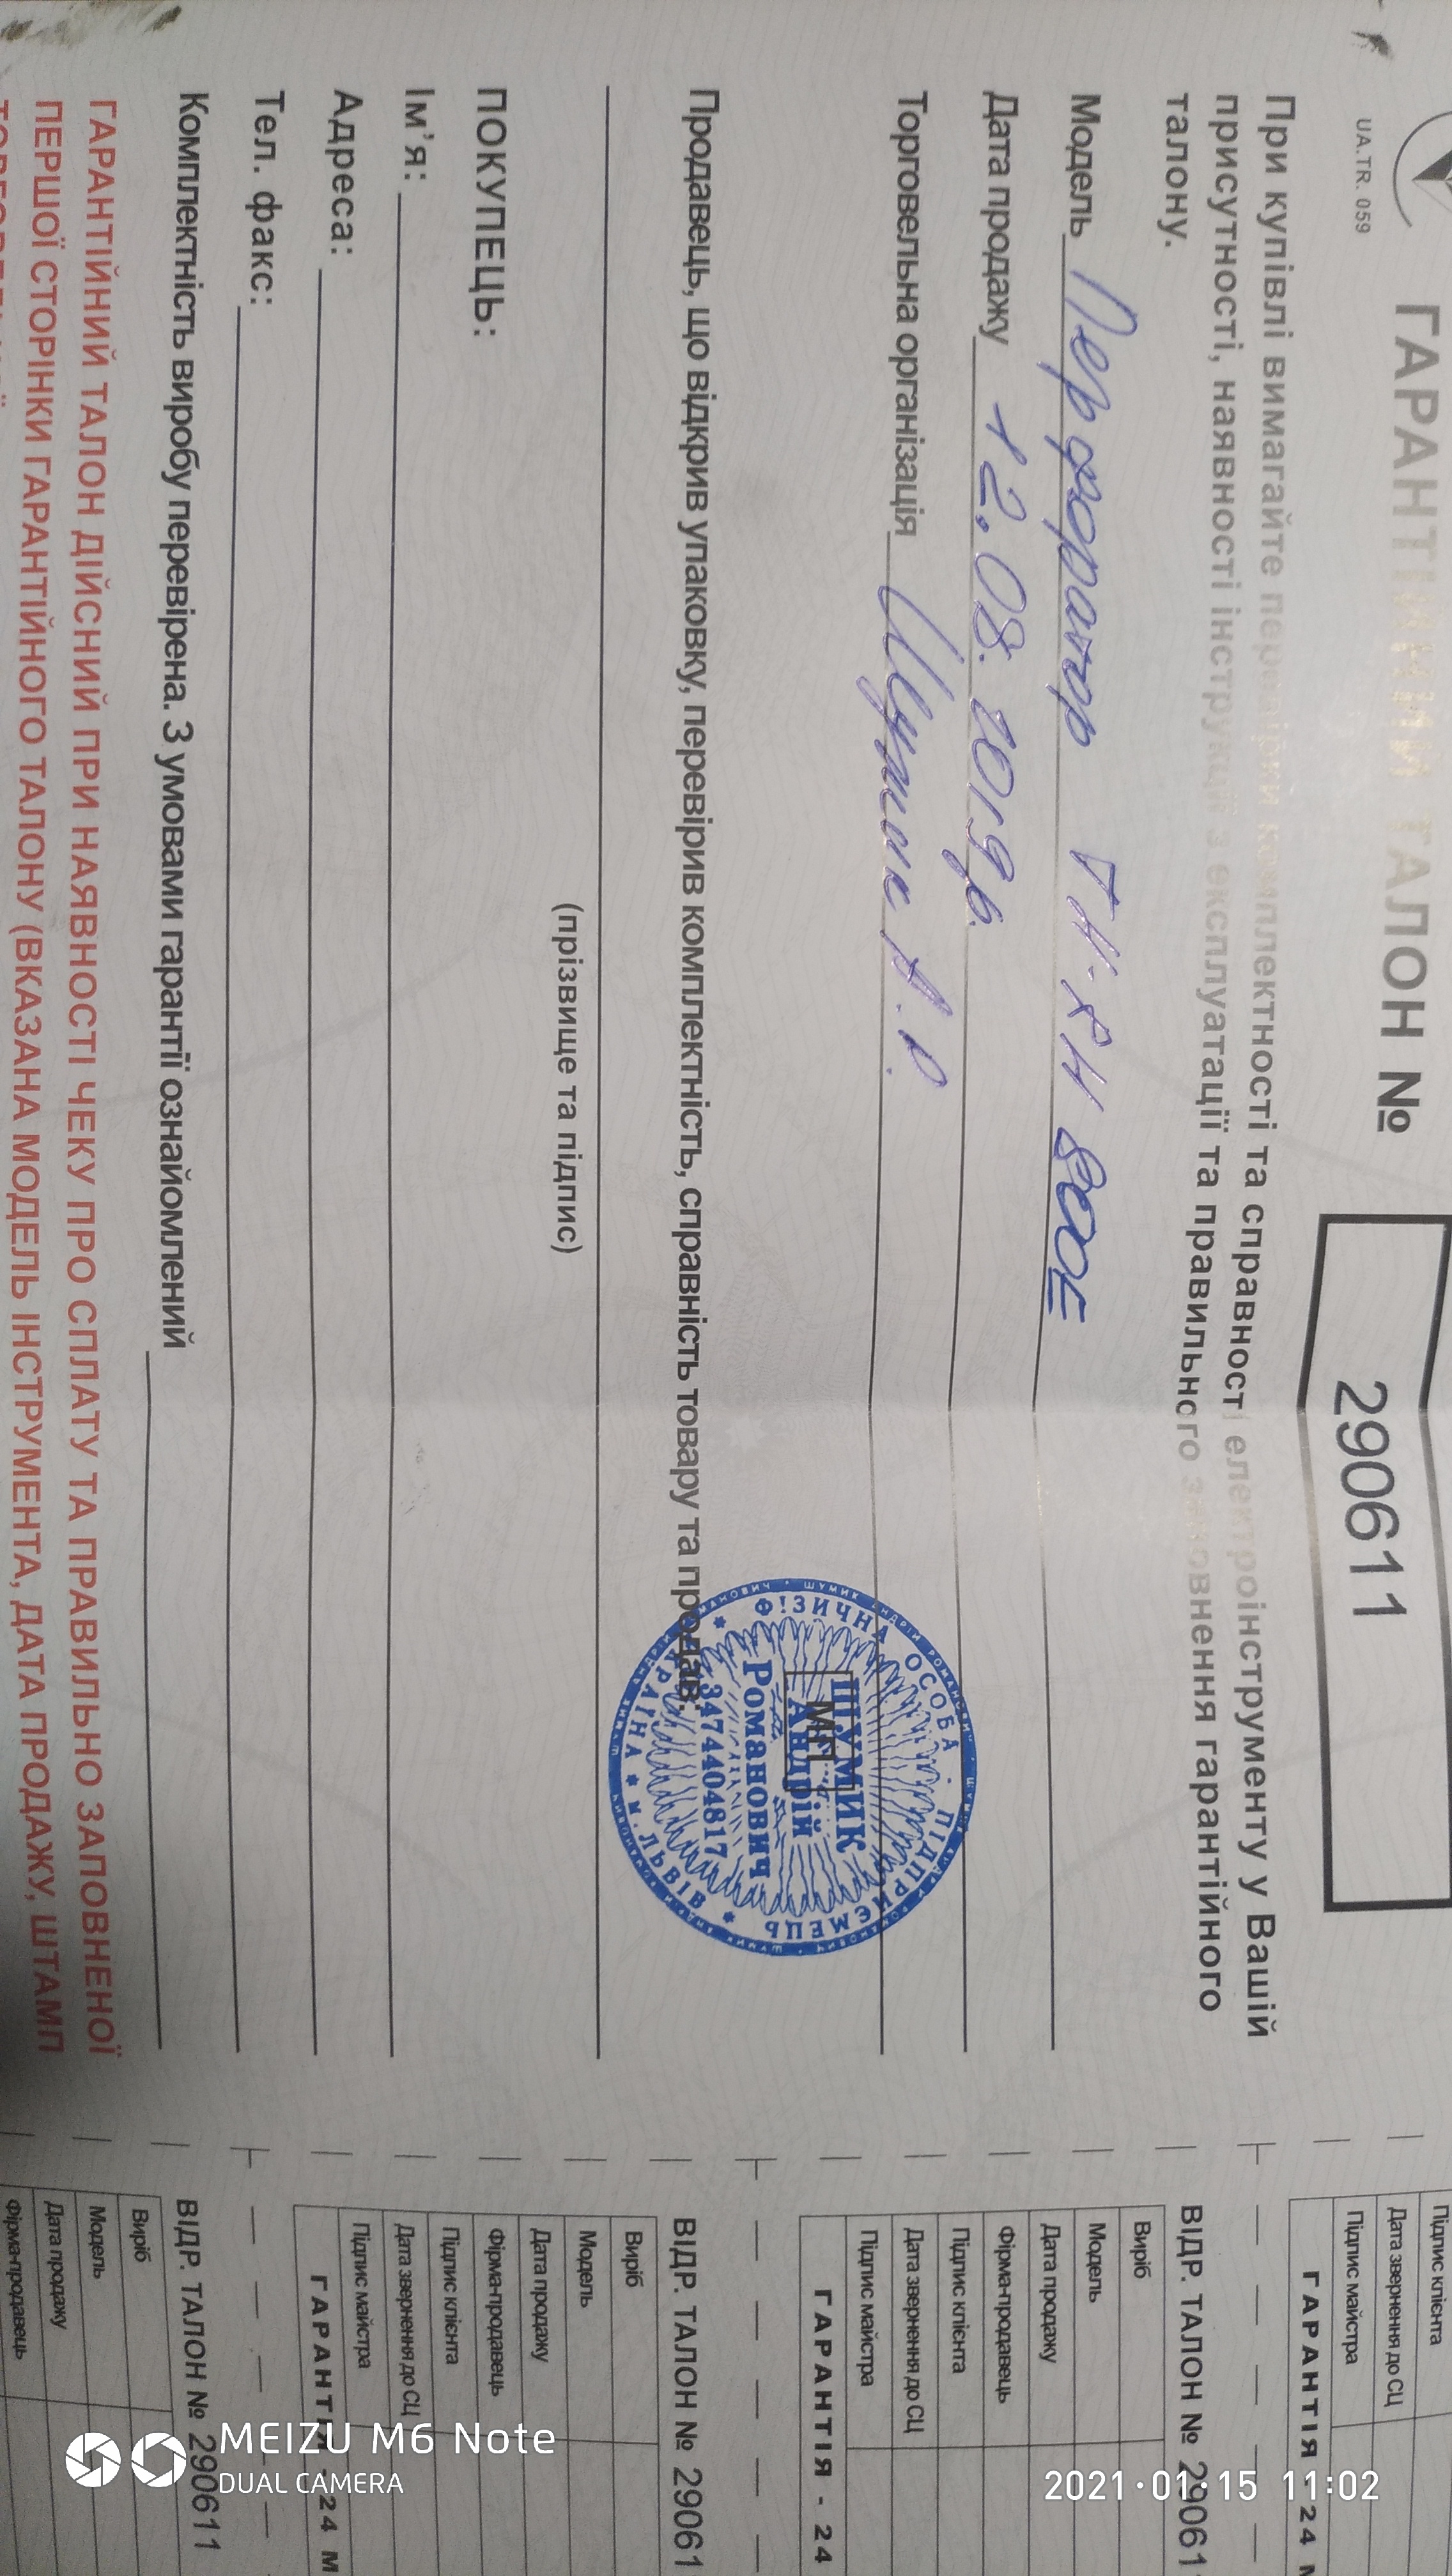 UA.TR. 059
ГАРАНТІЙНИЙ ТАЛОН №
290611
При купівлі вимагайте перевірки комплектності та справності електроінструменту у Вашій
присутності, наявності інструкції з експлуатації та правильного заповнення гарантійного
талону.
Модель Перфоратор ТН-ХН 800Е
Дата продажу 12.08.2019р.
Торговельна організація Шумик А.Р.
МП
ФІЗИЧНА ОСОБА - ПІДПРИЄМЕЦЬ
ШУМИК
Андрій
Романович
3474404817
УКРАЇНА * м.ЛЬВІВ *
Продавець, що відкрив упаковку, перевірив комплектність, справність товару та продав.
(прізвище та підпис)
ПОКУПЕЦЬ:
Ім'я:
Адреса:
Тел. факс:
Комплектність виробу перевірена. З умовами гарантії ознайомлений
ГАРАНТІЙНИЙ ТАЛОН ДІЙСНИЙ ПРИ НАЯВНОСТІ ЧЕКУ ПРО СПЛАТУ ТА ПРАВИЛЬНО ЗАПОВНЕНОЇ
ПЕРШОЇ СТОРІНКИ ГАРАНТІЙНОГО ТАЛОНУ (ВКАЗАНА МОДЕЛЬ ІНСТРУМЕНТА, ДАТА ПРОДАЖУ, ШТАМП
Підпис клієнта
Дата звернення до СЦ
Підпис майстра
ГАРАНТІЯ - 24 М
ВІДР. ТАЛОН № 29061
Виріб
Модель
Дата продажу
Фірма-продавець
Підпис клієнта
Дата звернення до СЦ
Підпис майстра
ГАРАНТІЯ - 24
ВІДР. ТАЛОН № 29061
Виріб
Модель
Дата продажу
Фірма-продавець
Підпис клієнта
Дата звернення до СЦ
Підпис майстра
ГАРАНТІЯ - 24 М
ВІДР. ТАЛОН № 290611
Виріб
Модель
Дата продажу
Фірма-продавець
MEIZU M6 Note
DUAL CAMERA
2021·01·15 11:02